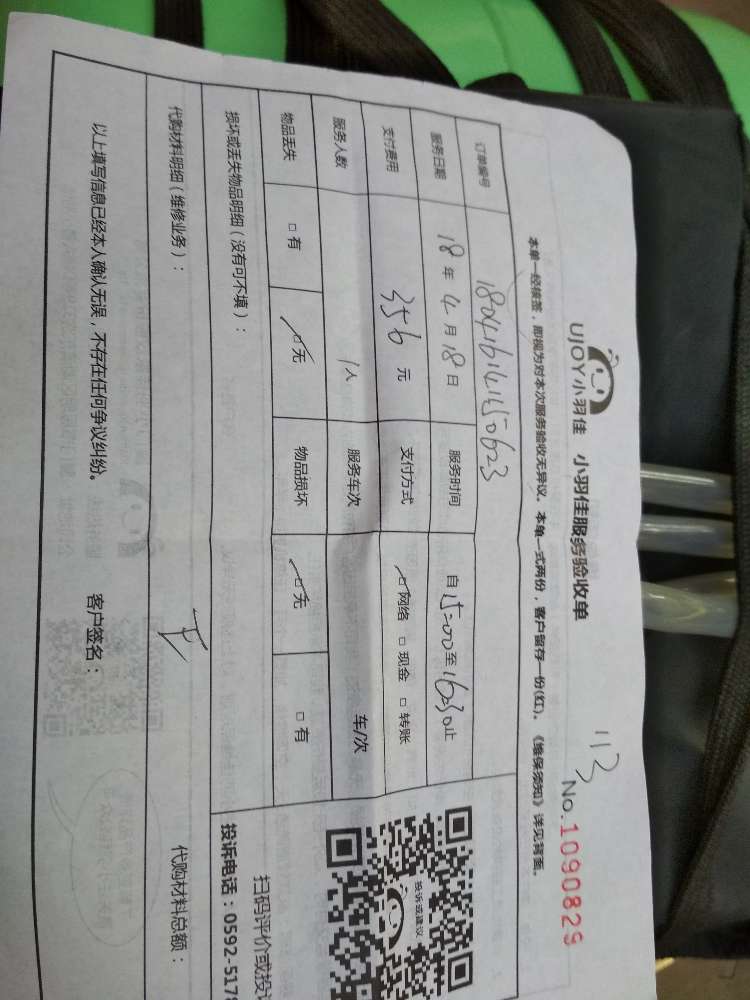 UJOY小羽佳 小羽佳服务验收单
113
No.1090829
本单一经核签，即视为对本次服务验收无异议。本单一式两份，客户留存一份(红)。《维保须知》详见背面。
订单编号
服务日期 18年4月18日 服务时间 自15:00至16:30止
支付费用 356元 支付方式 网络 现金 转账
服务人数 1人 服务车次 车/次
物品丢失 有 无 物品损坏 无 有
损坏或丢失物品明细（没有可不填）：
代购材料明细（维修业务）：
代购材料总额：
以上填写信息已经本人确认无误，不存在任何争议纠纷。 客户签名：
投诉或建议
扫码评价或投
投诉电话：0592-5178